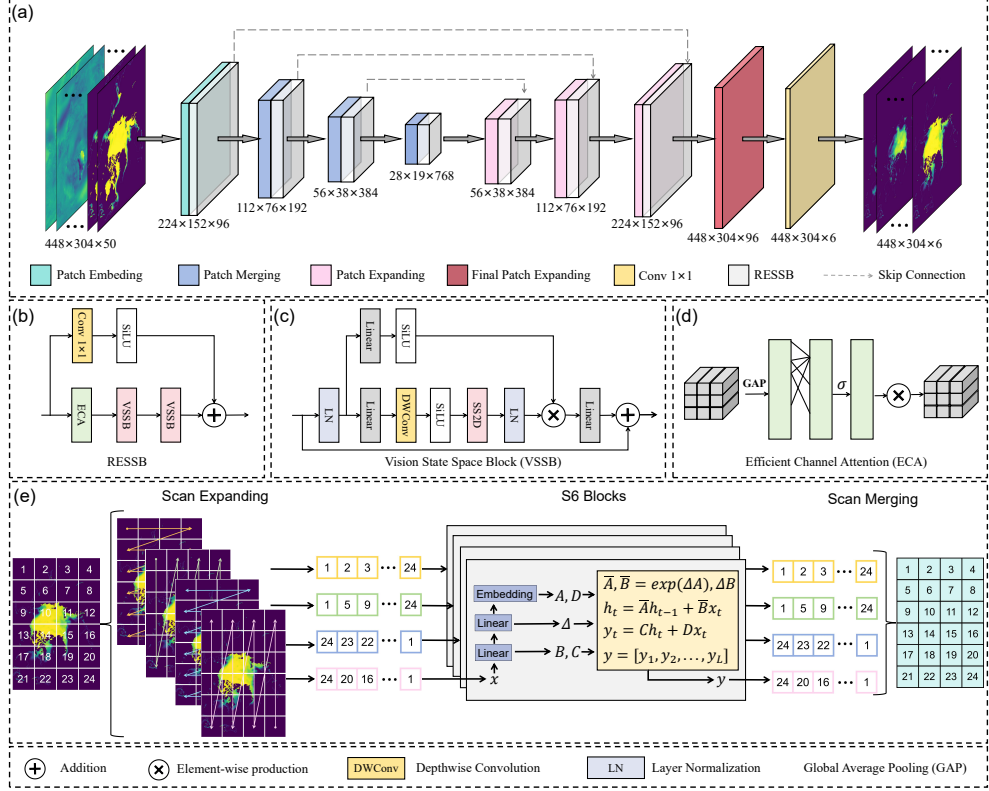 (a)
448×304×50
224×152×96
112×76×192
56×38×384
28×19×768
56×38×384
112×76×192
224×152×96
448×304×96
448×304×6
448×304×6
Patch Embeding
Patch Merging
Patch Expanding
Final Patch Expanding
Conv 1×1
RESSB
Skip Connection
(b)
Conv 1×1
SiLU
ECA
VSSB
VSSB
RESSB
(c)
Linear
SiLU
LN
Linear
DWConv
SiLU
SS2D
LN
Linear
Vision State Space Block (VSSB)
(d)
GAP
σ
Efficient Channel Attention (ECA)
(e)
Scan Expanding
S6 Blocks
Scan Merging
1 2 3 4
5 6 7 8
9 10 11 12
13 14 15 16
17 18 19 20
21 22 23 24
1 2 3 ··· 24
1 5 9 ··· 24
24 23 22 ··· 1
24 20 16 ··· 1
Embedding
Linear
Linear
x
A, D
Δ
B, C
A̅, B̅ = exp(ΔA), ΔB
hₜ = A̅hₜ₋₁ + B̅xₜ
yₜ = Chₜ + Dxₜ
y = [y₁, y₂, ..., y_L]
y
1 2 3 ··· 24
1 5 9 ··· 24
24 23 22 ··· 1
24 20 16 ··· 1
1 2 3 4
5 6 7 8
9 10 11 12
13 14 15 16
17 18 19 20
21 22 23 24
Addition
Element-wise production
DWConv
Depthwise Convolution
LN
Layer Normalization
Global Average Pooling (GAP)